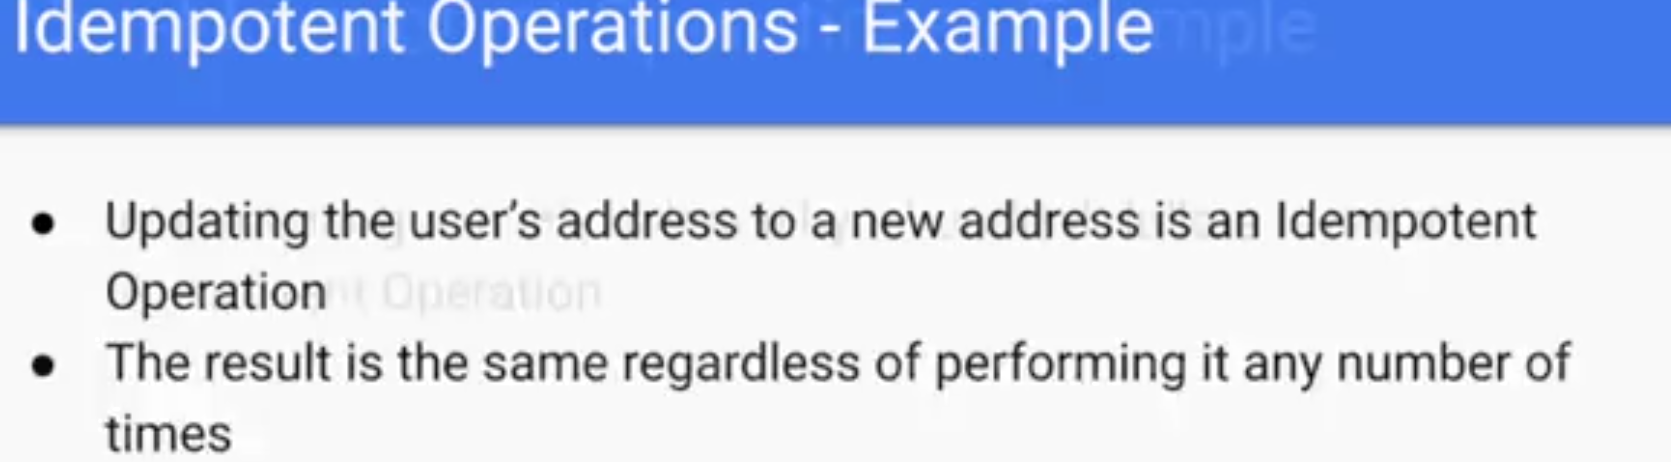 Idempotent Operations - Example
● Updating the user's address to a new address is an Idempotent
Operation
● The result is the same regardless of performing it any number of
times